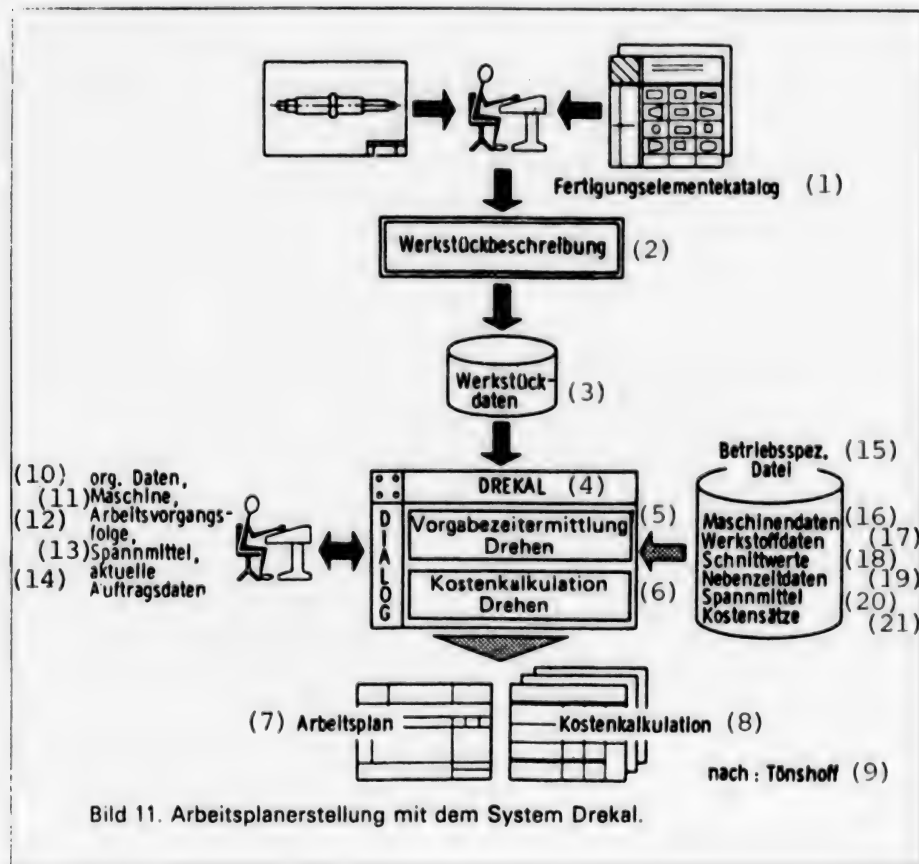 Fertigungselementekatalog (1)
Werkstückbeschreibung (2)
Werkstück-
daten (3)
(10) org. Daten,
(11) Maschine,
(12) Arbeitsvorgangs-
folge,
(13) Spannmittel,
(14) aktuelle
Auftragsdaten
DREKAL (4)
DIALOG
Vorgabezeitermittlung (5)
Drehen
Kostenkalkulation (6)
Drehen
Betriebsspez. (15)
Datei
Maschinendaten (16)
Werkstoffdaten (17)
Schnittwerte (18)
Nebenzeitdaten (19)
Spannmittel (20)
Kostensätze (21)
(7) Arbeitsplan
Kostenkalkulation (8)
nach: Tönshoff (9)
Bild 11. Arbeitsplanerstellung mit dem System Drekal.